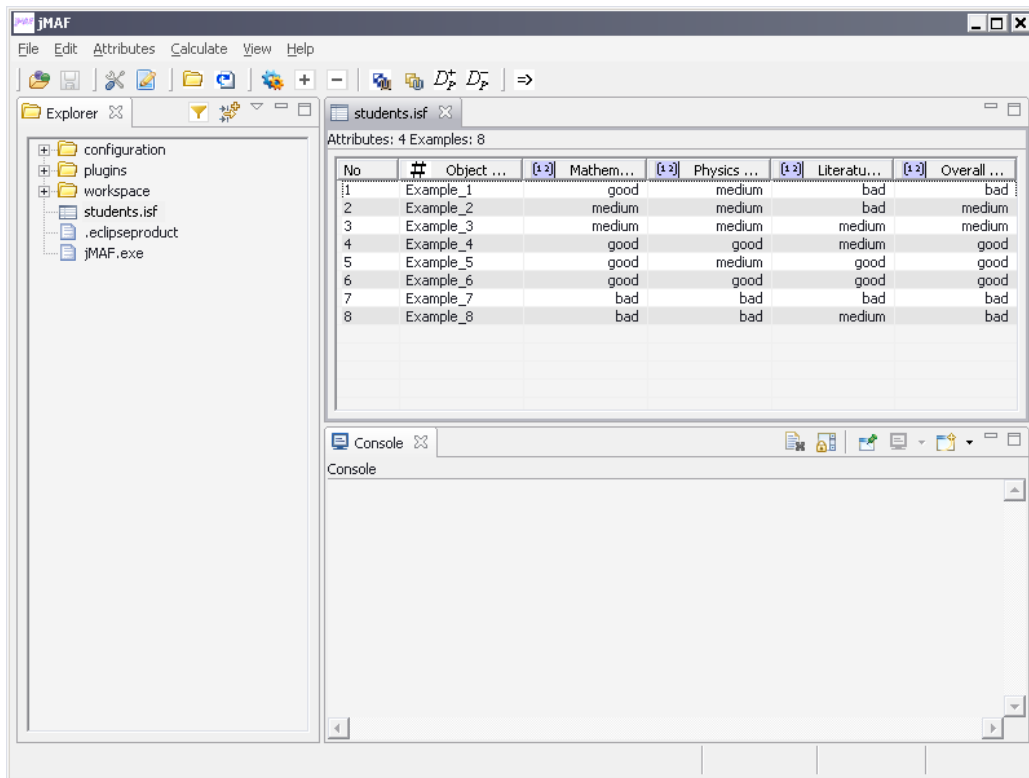 jMAF
File Edit Attributes Calculate View Help
Explorer
students.isf
configuration
plugins
workspace
students.isf
.eclipseproduct
jMAF.exe
Attributes: 4 Examples: 8
No # Object ... [12] Mathem... [12] Physics ... [12] Literatu... [12] Overall ...
1 Example_1 good medium bad bad
2 Example_2 medium medium bad medium
3 Example_3 medium medium medium medium
4 Example_4 good good medium good
5 Example_5 good medium good good
6 Example_6 good good good good
7 Example_7 bad bad bad bad
8 Example_8 bad bad medium bad
Console
Console